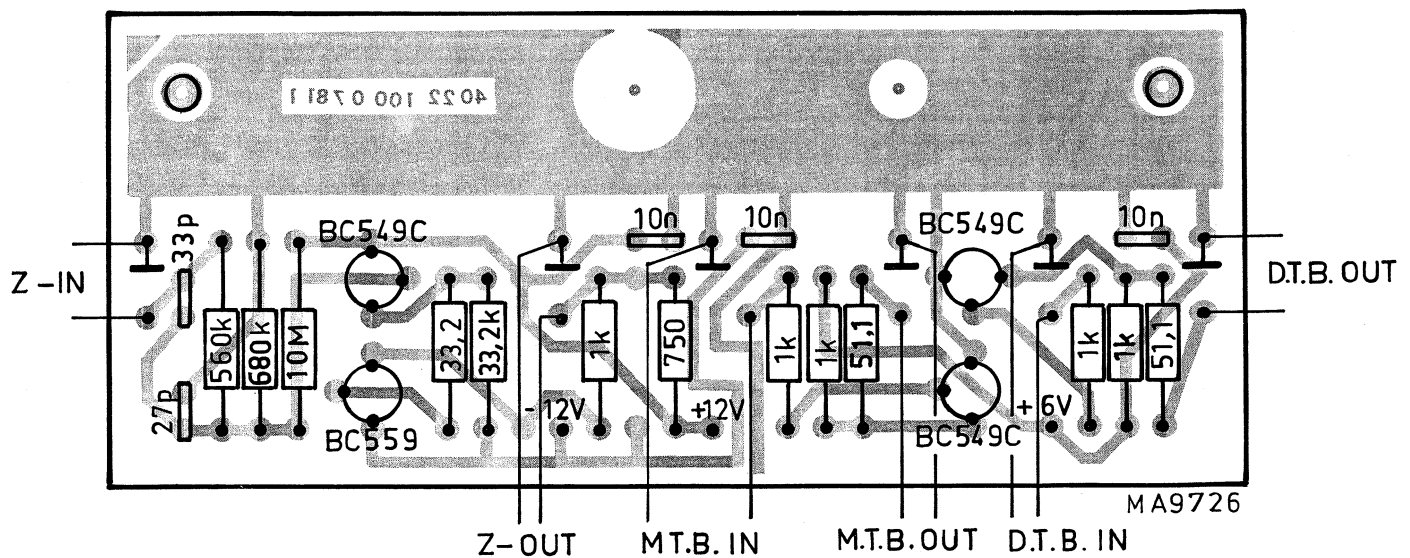 4022 100 07811
33p
BC549C
10n
10n
BC549C
10n
Z-IN
D.T.B. OUT
560k
680k
10M
33,2
33,2k
1k
750
1k
1k
51,1
1k
1k
51,1
27p
-12V
+12V
+6V
BC559
BC549C
MA9726
Z-OUT
M.T.B. IN
M.T.B. OUT
D.T.B. IN